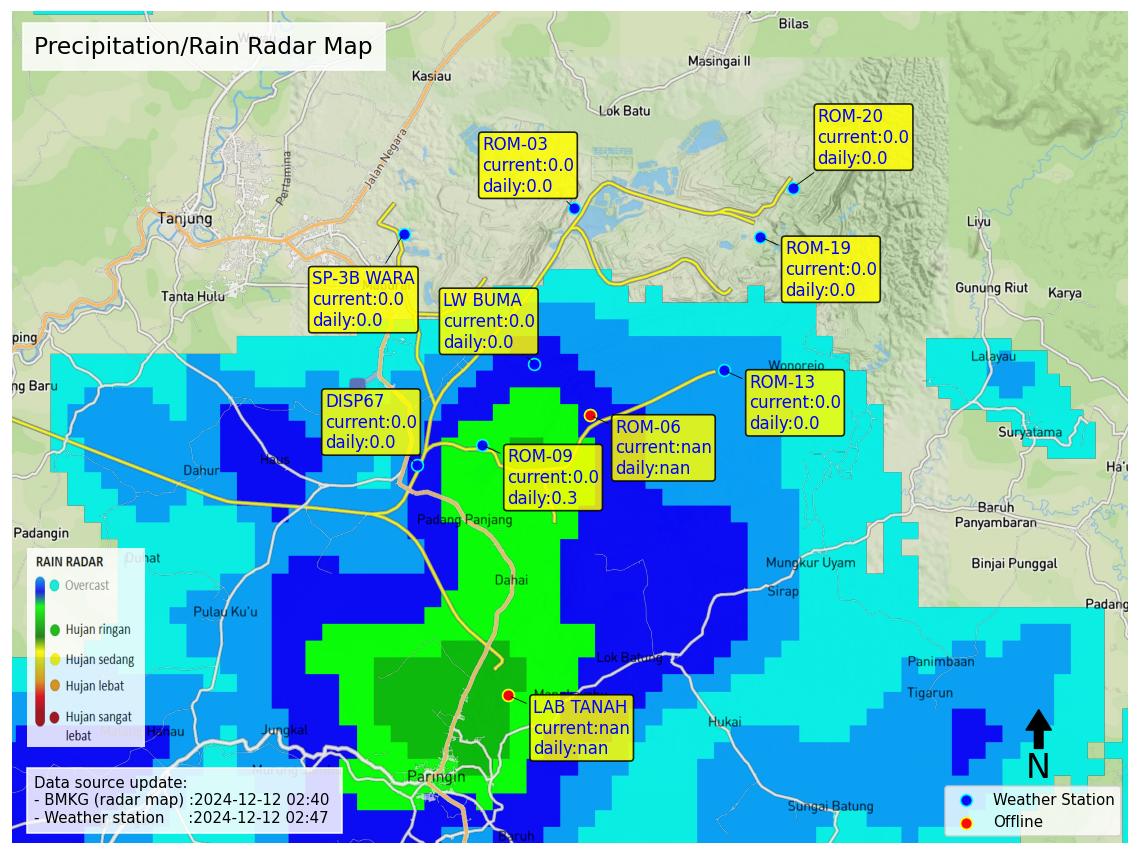 Precipitation/Rain Radar Map
Bilas
Kasiau
Masingai II
Lok Batu
Jalan Negara
Pertamina
Tanjung
Tanta Hulu
ROM-03
current:0.0
daily:0.0
ROM-20
current:0.0
daily:0.0
Liyu
ROM-19
current:0.0
daily:0.0
SP-3B WARA
current:0.0
daily:0.0
LW BUMA
current:0.0
daily:0.0
Gunung Riut
Karya
ping
ng Baru
Lalayau
Wonorejo
ROM-13
current:0.0
daily:0.0
DISP67
current:0.0
daily:0.0
ROM-06
current:nan
daily:nan
Suryatama
ROM-09
current:0.0
daily:0.3
Haus
Dahur
Ha'u
Padang Panjang
Baruh
Panyambaran
Padangin
Duhat
Mungkur Uyam
Binjai Punggal
Dahai
Sirap
Padang
Pulau Ku'u
RAIN RADAR
Overcast
Hujan ringan
Hujan sedang
Hujan lebat
Hujan sangat
lebat
Lok Batung
Panimbaan
Tigarun
LAB TANAH
current:nan
daily:nan
Hukai
Jungkal
Paringin
Sungai Batung
Baruh
N
Data source update:
- BMKG (radar map) :2024-12-12 02:40
- Weather station :2024-12-12 02:47
Weather Station
Offline